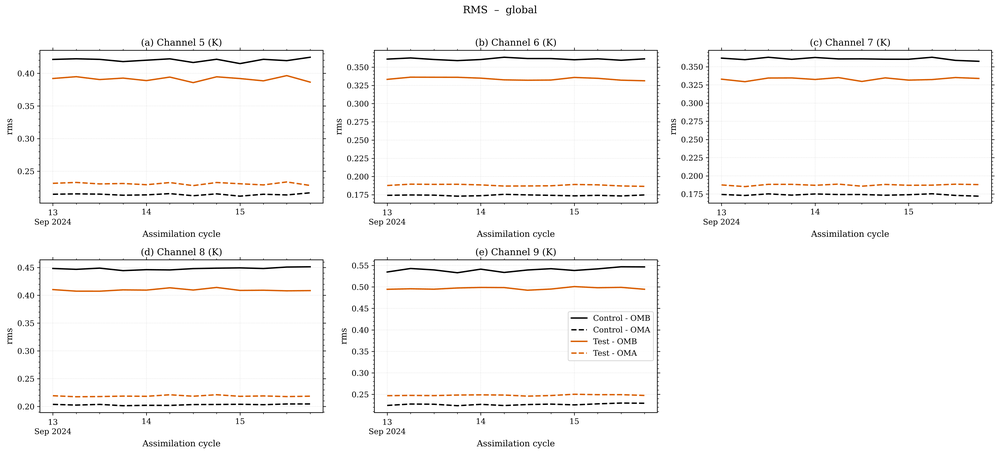 RMS – global
(a) Channel 5 (K)
rms
0.40
0.35
0.30
0.25
13
14
15
Sep 2024
Assimilation cycle
(b) Channel 6 (K)
rms
0.350
0.325
0.300
0.275
0.250
0.225
0.200
0.175
13
14
15
Sep 2024
Assimilation cycle
(c) Channel 7 (K)
rms
0.350
0.325
0.300
0.275
0.250
0.225
0.200
0.175
13
14
15
Sep 2024
Assimilation cycle
(d) Channel 8 (K)
rms
0.45
0.40
0.35
0.30
0.25
0.20
13
14
15
Sep 2024
Assimilation cycle
(e) Channel 9 (K)
rms
0.55
0.50
0.45
0.40
0.35
0.30
0.25
Control - OMB
Control - OMA
Test - OMB
Test - OMA
13
14
15
Sep 2024
Assimilation cycle